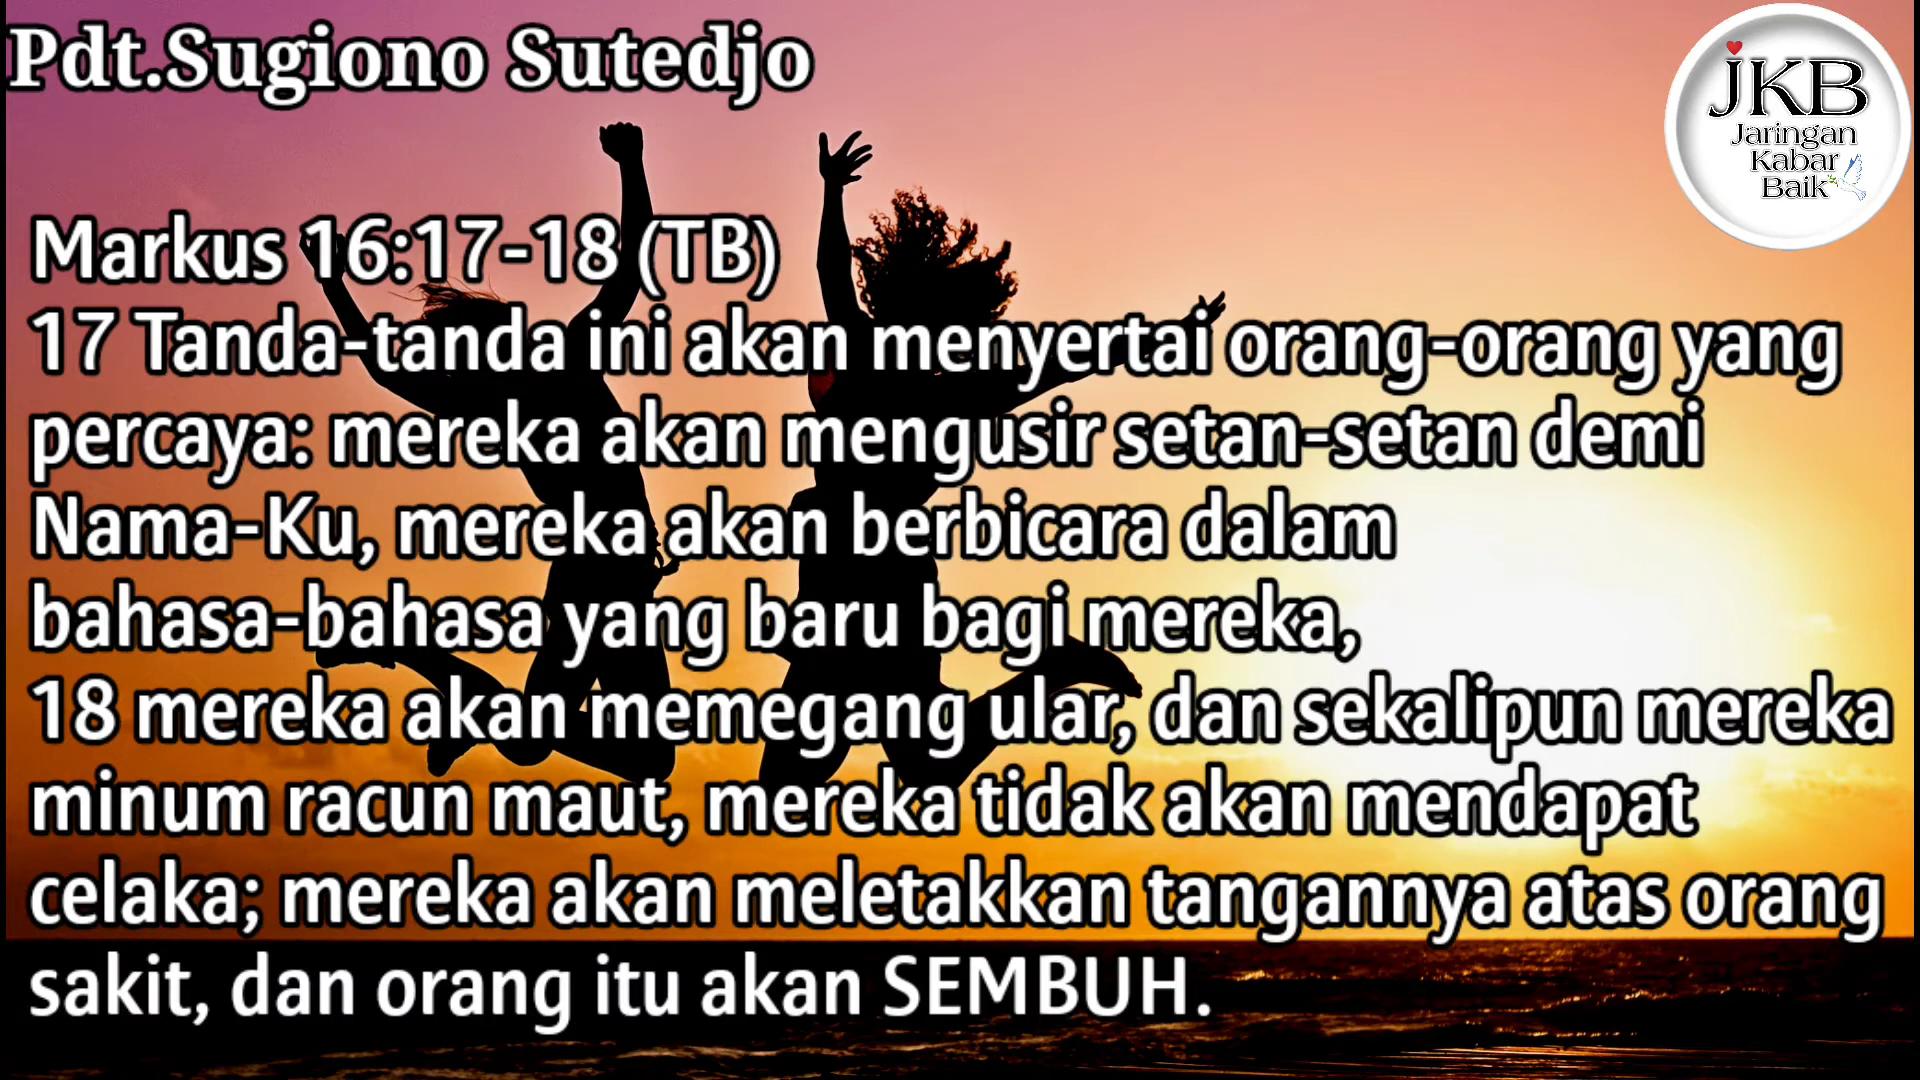 Pdt.Sugiono Sutedjo
JKB
Jaringan
Kabar
Baik
Markus 16:17-18 (TB)
17 Tanda-tanda ini akan menyertai orang-orang yang
percaya: mereka akan mengusir setan-setan demi
Nama-Ku, mereka akan berbicara dalam
bahasa-bahasa yang baru bagi mereka,
18 mereka akan memegang ular, dan sekalipun mereka
minum racun maut, mereka tidak akan mendapat
celaka; mereka akan meletakkan tangannya atas orang
sakit, dan orang itu akan SEMBUH.